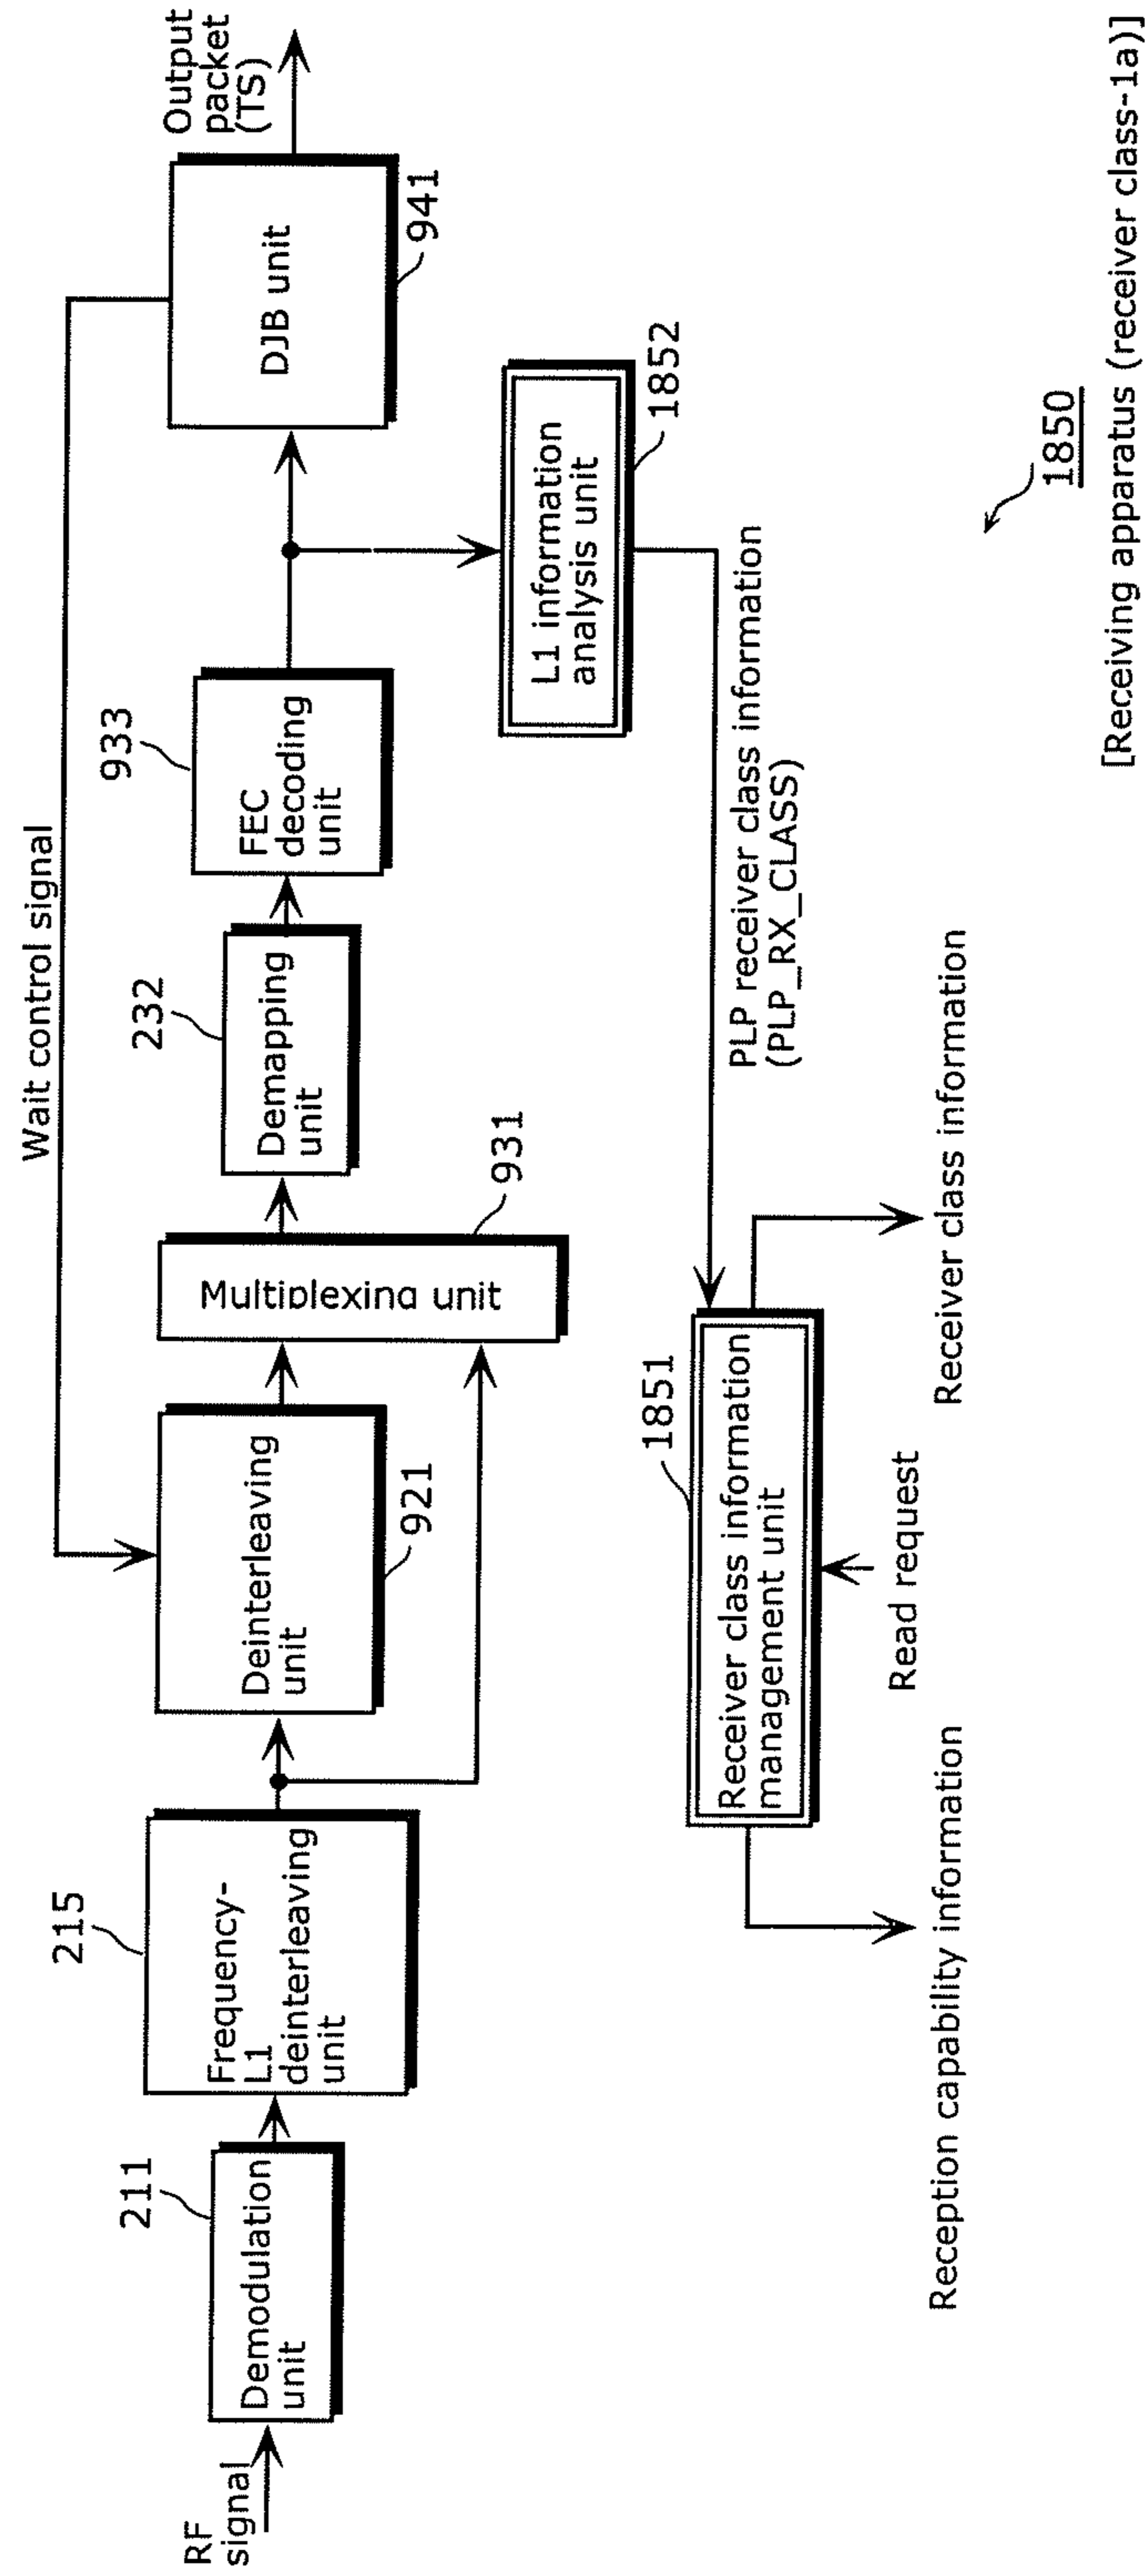 Wait control signal
RF
signal
211
Demodulation
unit
215
Frequency-
L1
deinterleaving
unit
Deinterleaving
unit
921
Multiplexing unit
931
232
Demapping
unit
933
FEC
decoding
unit
DJB unit
941
Output
packet
(TS)
L1 information
analysis unit
1852
PLP receiver class information
(PLP_RX_CLASS)
1851
Receiver class information
management unit
Read request
Reception capability information
Receiver class information
1850
[Receiving apparatus (receiver class-1a)]